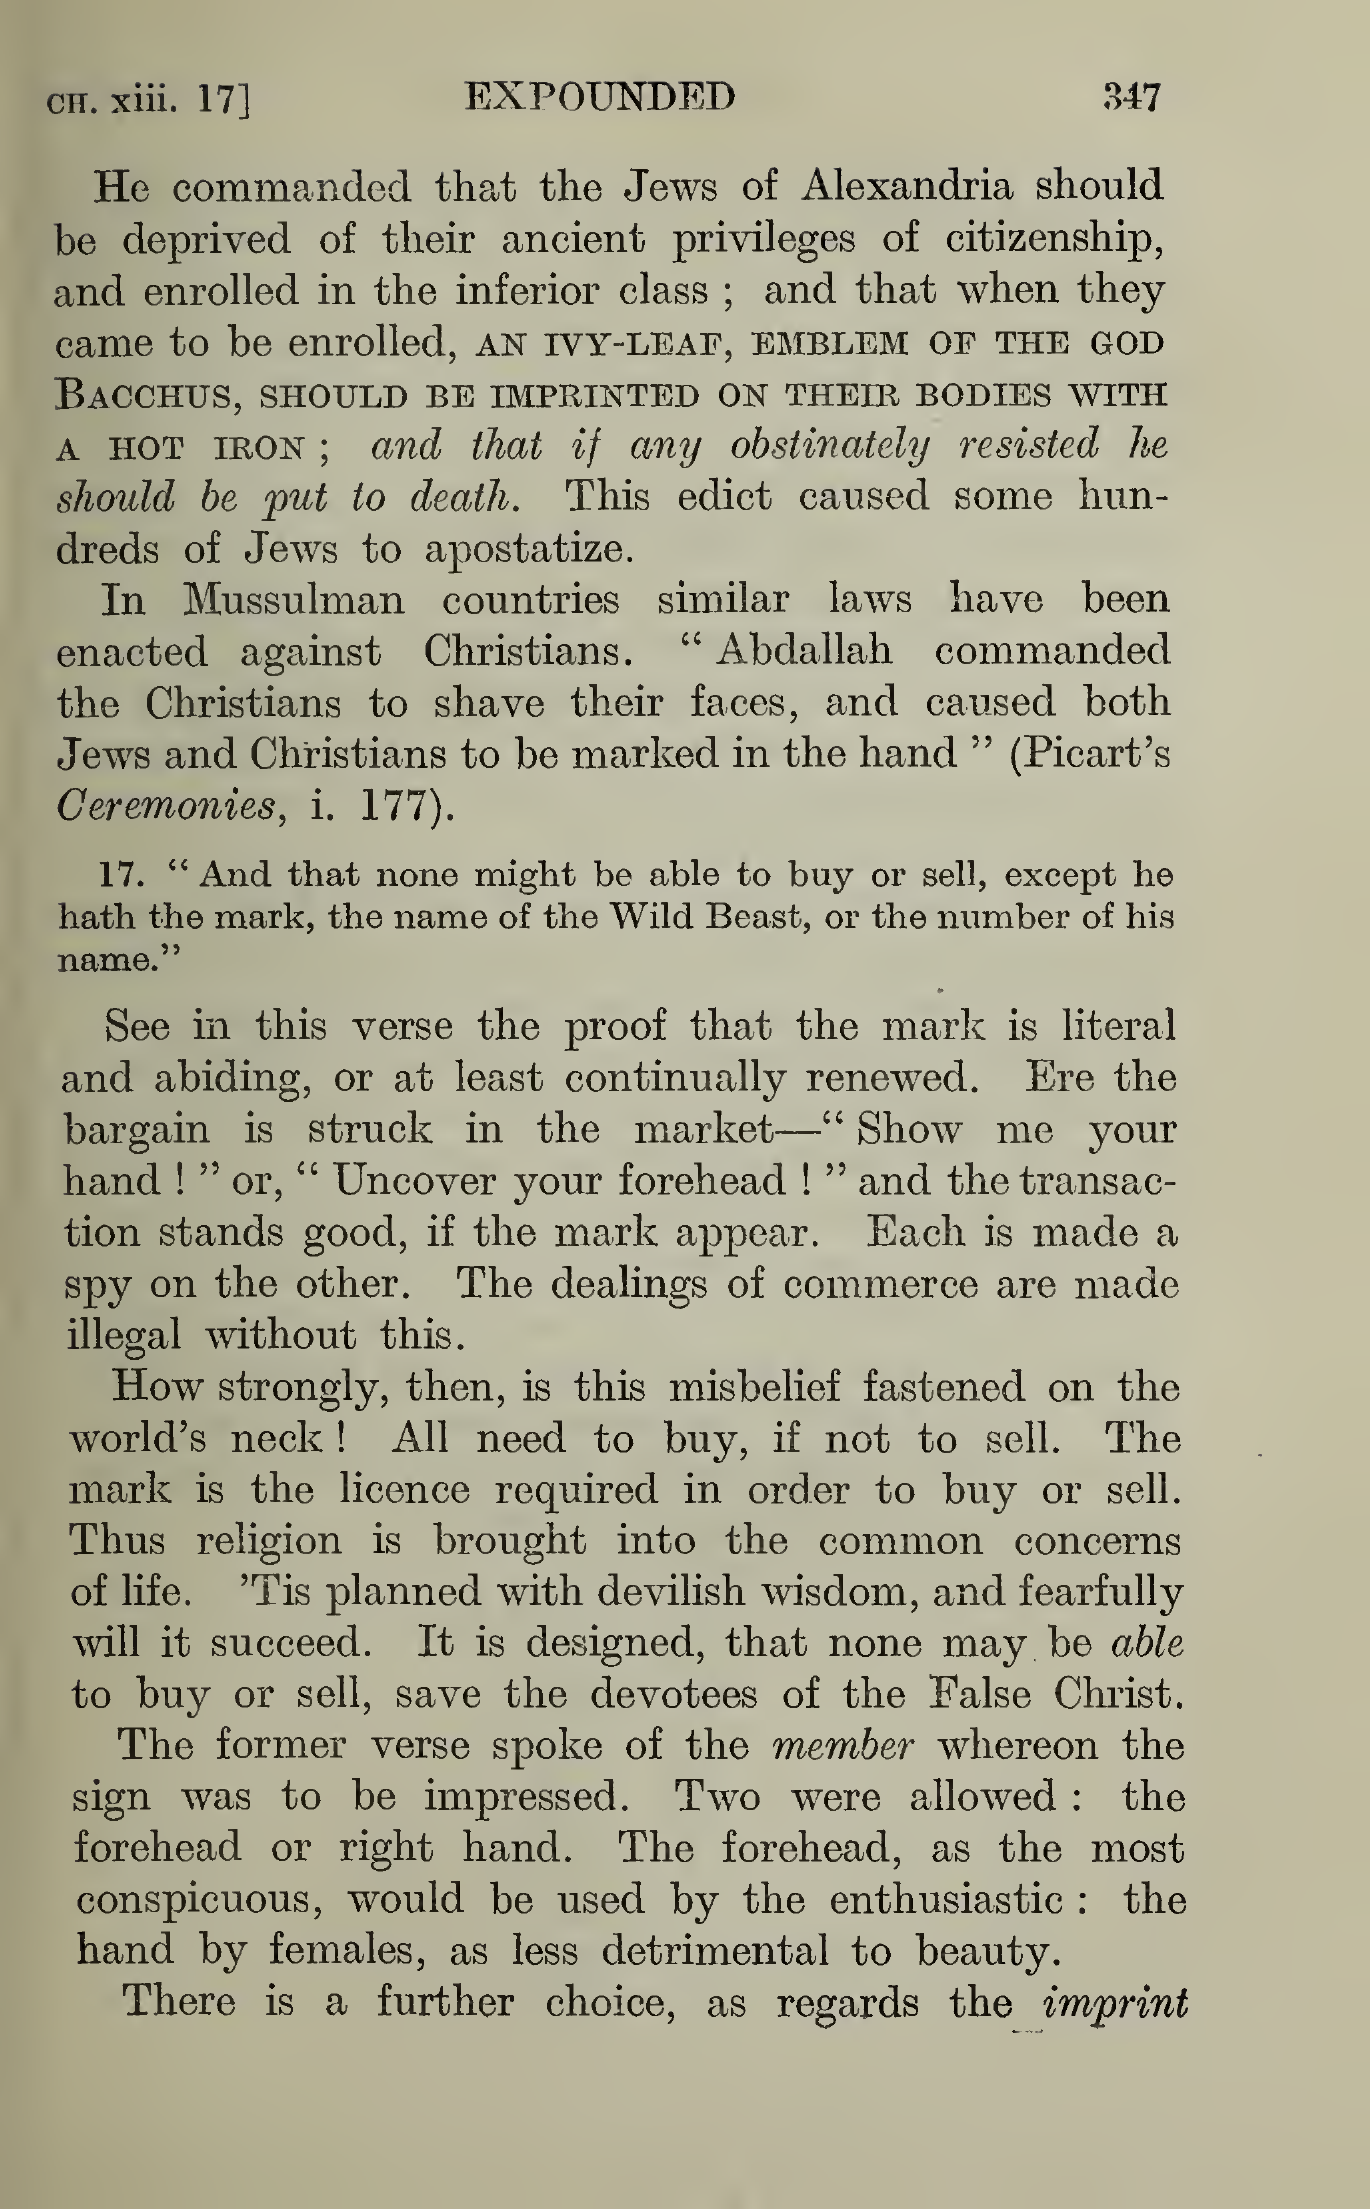 CH. xiii. 17] EXPOUNDED 347
He commanded that the Jews of Alexandria should
be deprived of their ancient privileges of citizenship,
and enrolled in the inferior class ; and that when they
came to be enrolled, AN IVY-LEAF, EMBLEM OF THE GOD
BACCHUS, SHOULD BE IMPRINTED ON THEIR BODIES WITH
A HOT IRON ; and that if any obstinately resisted he
should be put to death. This edict caused some hun-
dreds of Jews to apostatize.
In Mussulman countries similar laws have been
enacted against Christians. “ Abdallah commanded
the Christians to shave their faces, and caused both
Jews and Christians to be marked in the hand ” (Picart’s
Ceremonies, i. 177).
17. “ And that none might be able to buy or sell, except he
hath the mark, the name of the Wild Beast, or the number of his
name.”
See in this verse the proof that the mark is literal
and abiding, or at least continually renewed. Ere the
bargain is struck in the market—“ Show me your
hand ! ” or, “ Uncover your forehead ! ” and the transac-
tion stands good, if the mark appear. Each is made a
spy on the other. The dealings of commerce are made
illegal without this.
How strongly, then, is this misbelief fastened on the
world’s neck ! All need to buy, if not to sell. The
mark is the licence required in order to buy or sell.
Thus religion is brought into the common concerns
of life. ’Tis planned with devilish wisdom, and fearfully
will it succeed. It is designed, that none may be able
to buy or sell, save the devotees of the False Christ.
The former verse spoke of the member whereon the
sign was to be impressed. Two were allowed : the
forehead or right hand. The forehead, as the most
conspicuous, would be used by the enthusiastic : the
hand by females, as less detrimental to beauty.
There is a further choice, as regards the imprint